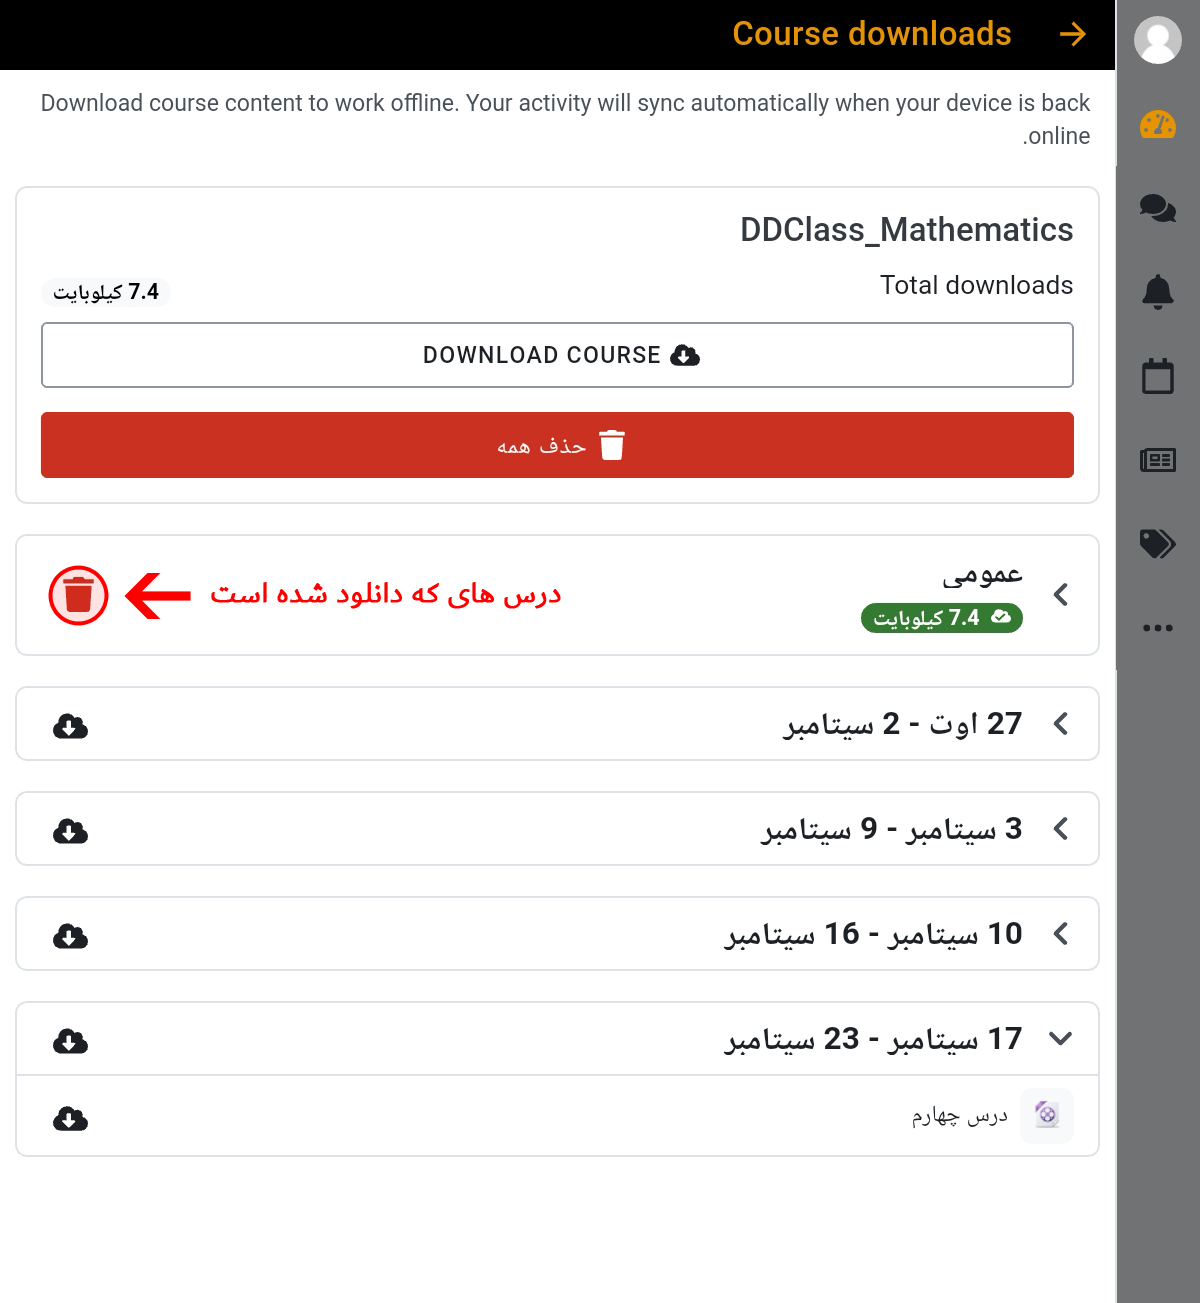 Course downloads
Download course content to work offline. Your activity will sync automatically when your device is back
online.
DDClass_Mathematics
Total downloads
7.4 کیلوبایت
DOWNLOAD COURSE
حذف همه
عمومی
7.4 کیلوبایت
درس های که دانلود شده است
27 اوت - 2 سپتامبر
3 سپتامبر - 9 سپتامبر
10 سپتامبر - 16 سپتامبر
17 سپتامبر - 23 سپتامبر
درس چهارم